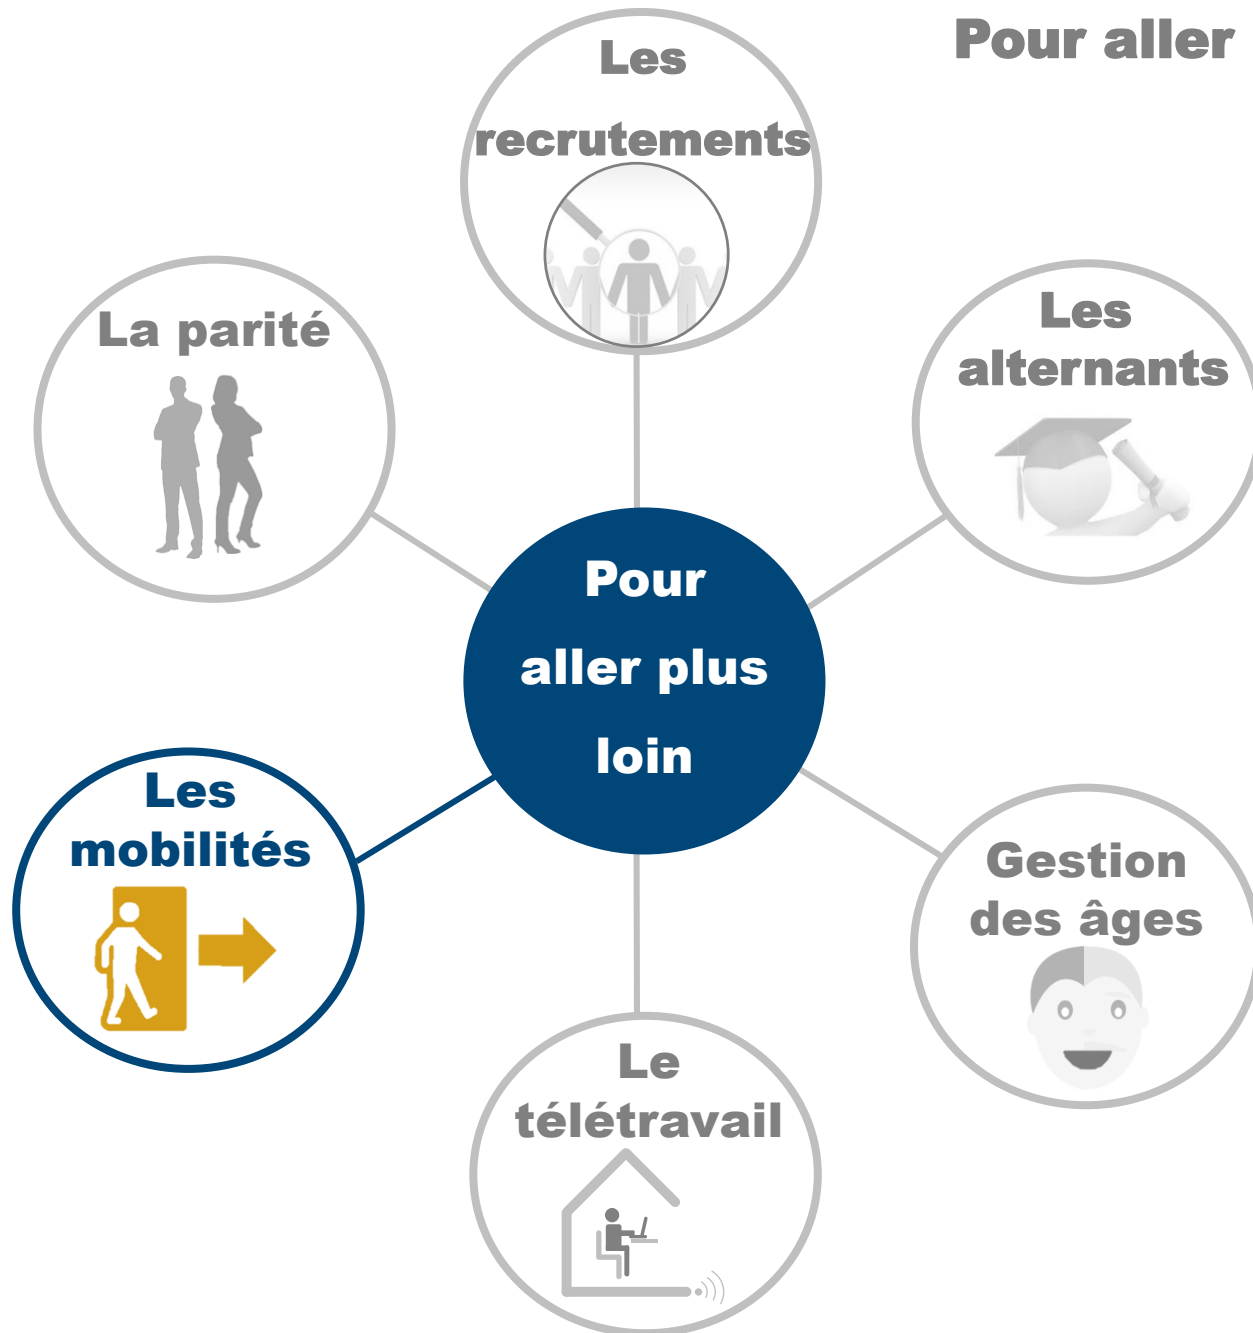 Pour aller
Les
recrutements
La parité
Les
alternants
Pour
aller plus
loin
Les
mobilités
Gestion
des âges
Le
télétravail